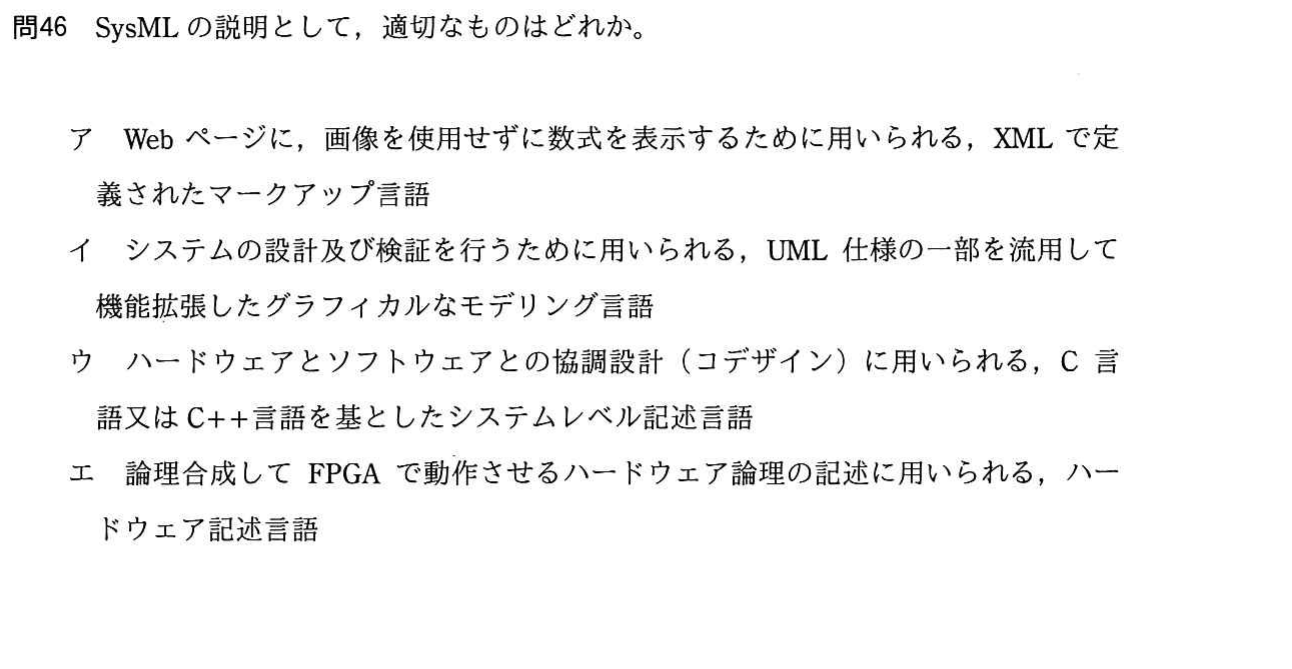 問46 SysML の説明として，適切なものはどれか。
ア Web ページに，画像を使用せずに数式を表示するために用いられる，XML で定
義されたマークアップ言語
イ システムの設計及び検証を行うために用いられる，UML 仕様の一部を流用して
機能拡張したグラフィカルなモデリング言語
ウ ハードウェアとソフトウェアとの協調設計（コデザイン）に用いられる，C 言
語又は C++言語を基としたシステムレベル記述言語
エ 論理合成して FPGA で動作させるハードウェア論理の記述に用いられる，ハー
ドウェア記述言語